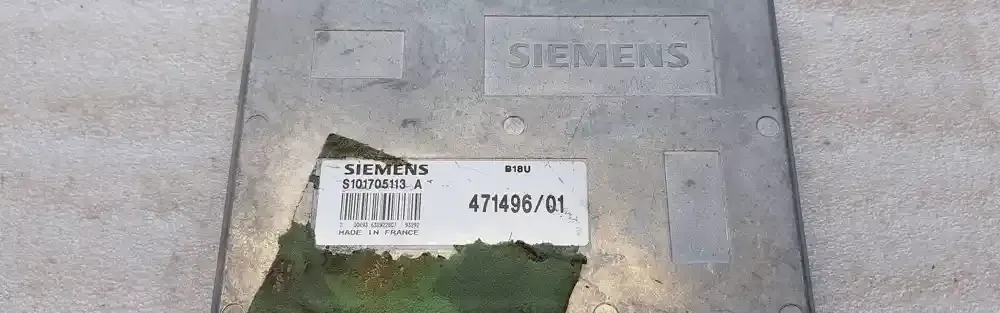 SIEMENS
SIEMENS B18U
S101705113 A
471496/01
MADE IN FRANCE